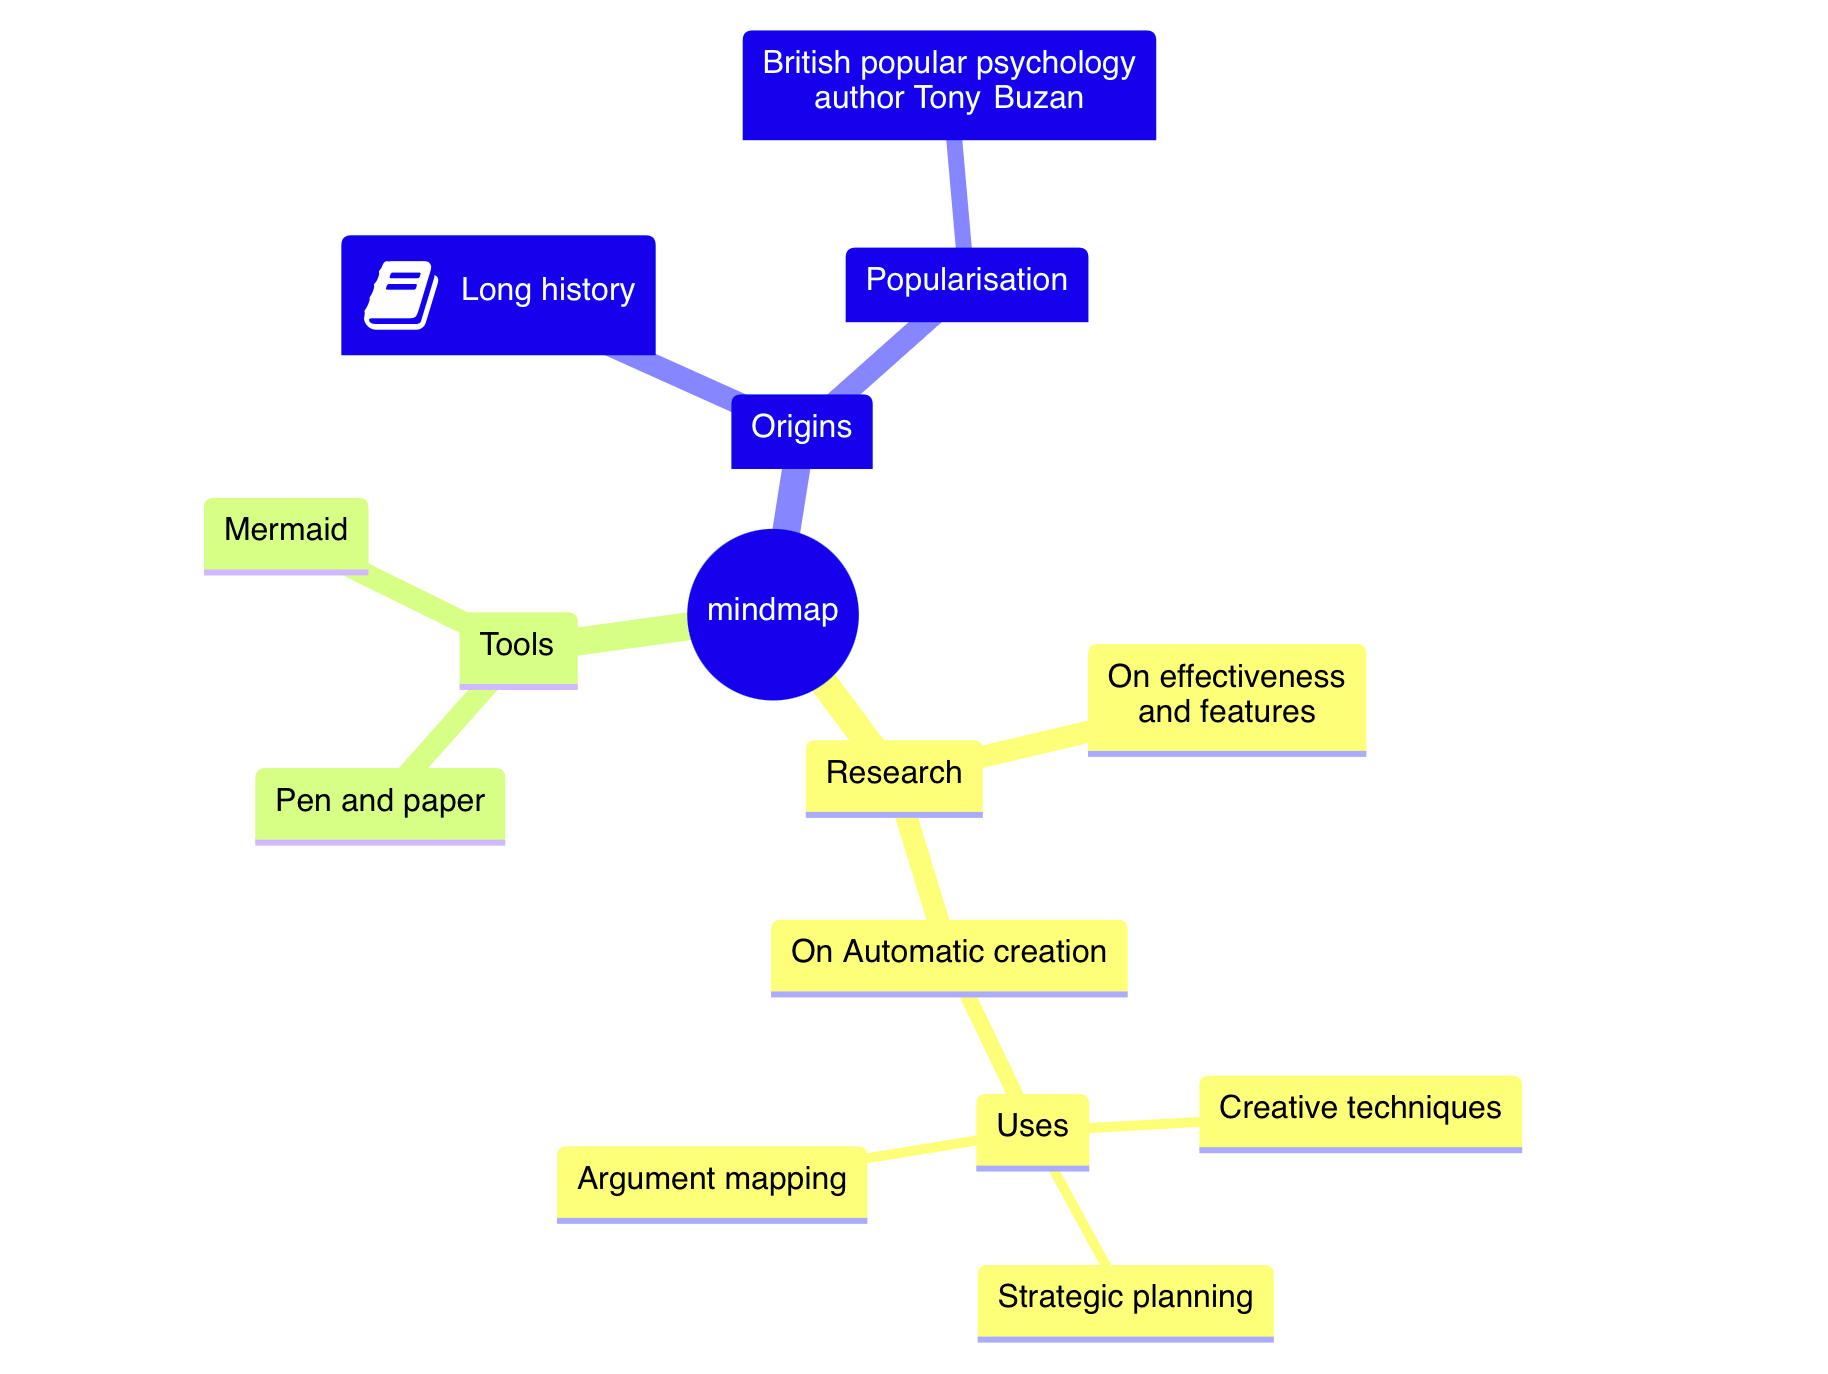 British popular psychology
author Tony Buzan
Long history
Popularisation
Origins
Mermaid
mindmap
Tools
On effectiveness
and features
Research
Pen and paper
On Automatic creation
Creative techniques
Uses
Argument mapping
Strategic planning